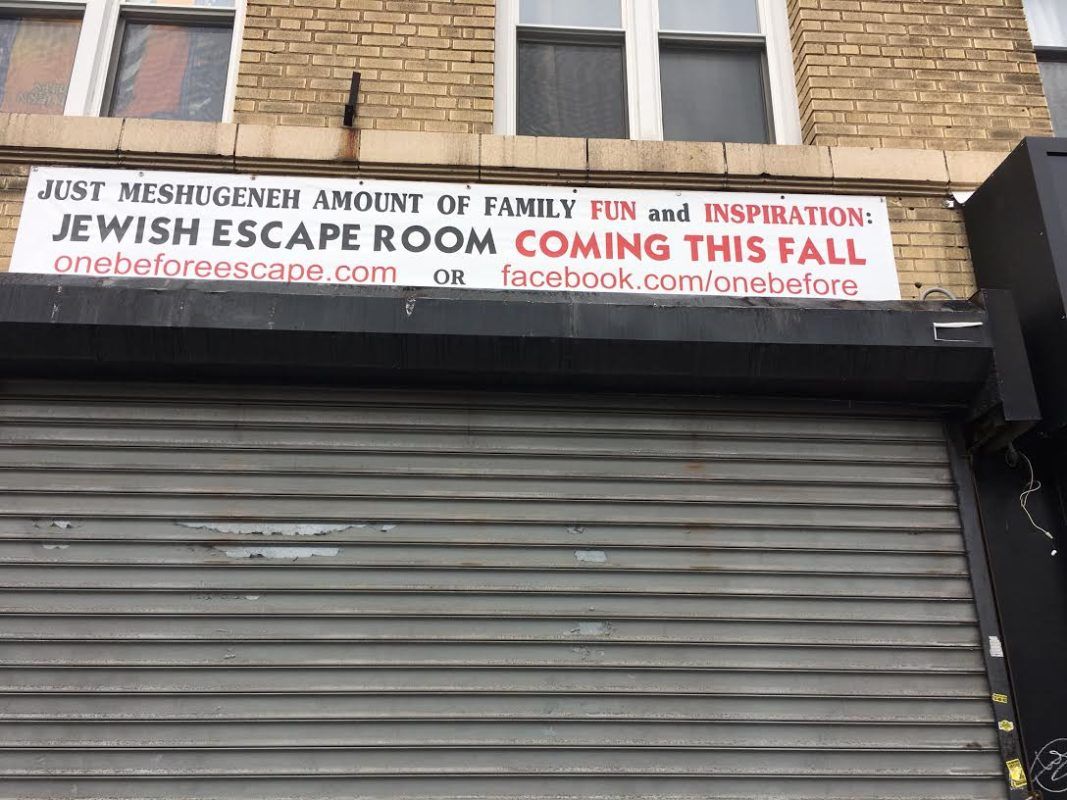 JUST MESHUGENEH AMOUNT OF FAMILY FUN and INSPIRATION:
JEWISH ESCAPE ROOM COMING THIS FALL
onebeforeescape.com OR facebook.com/onebefore